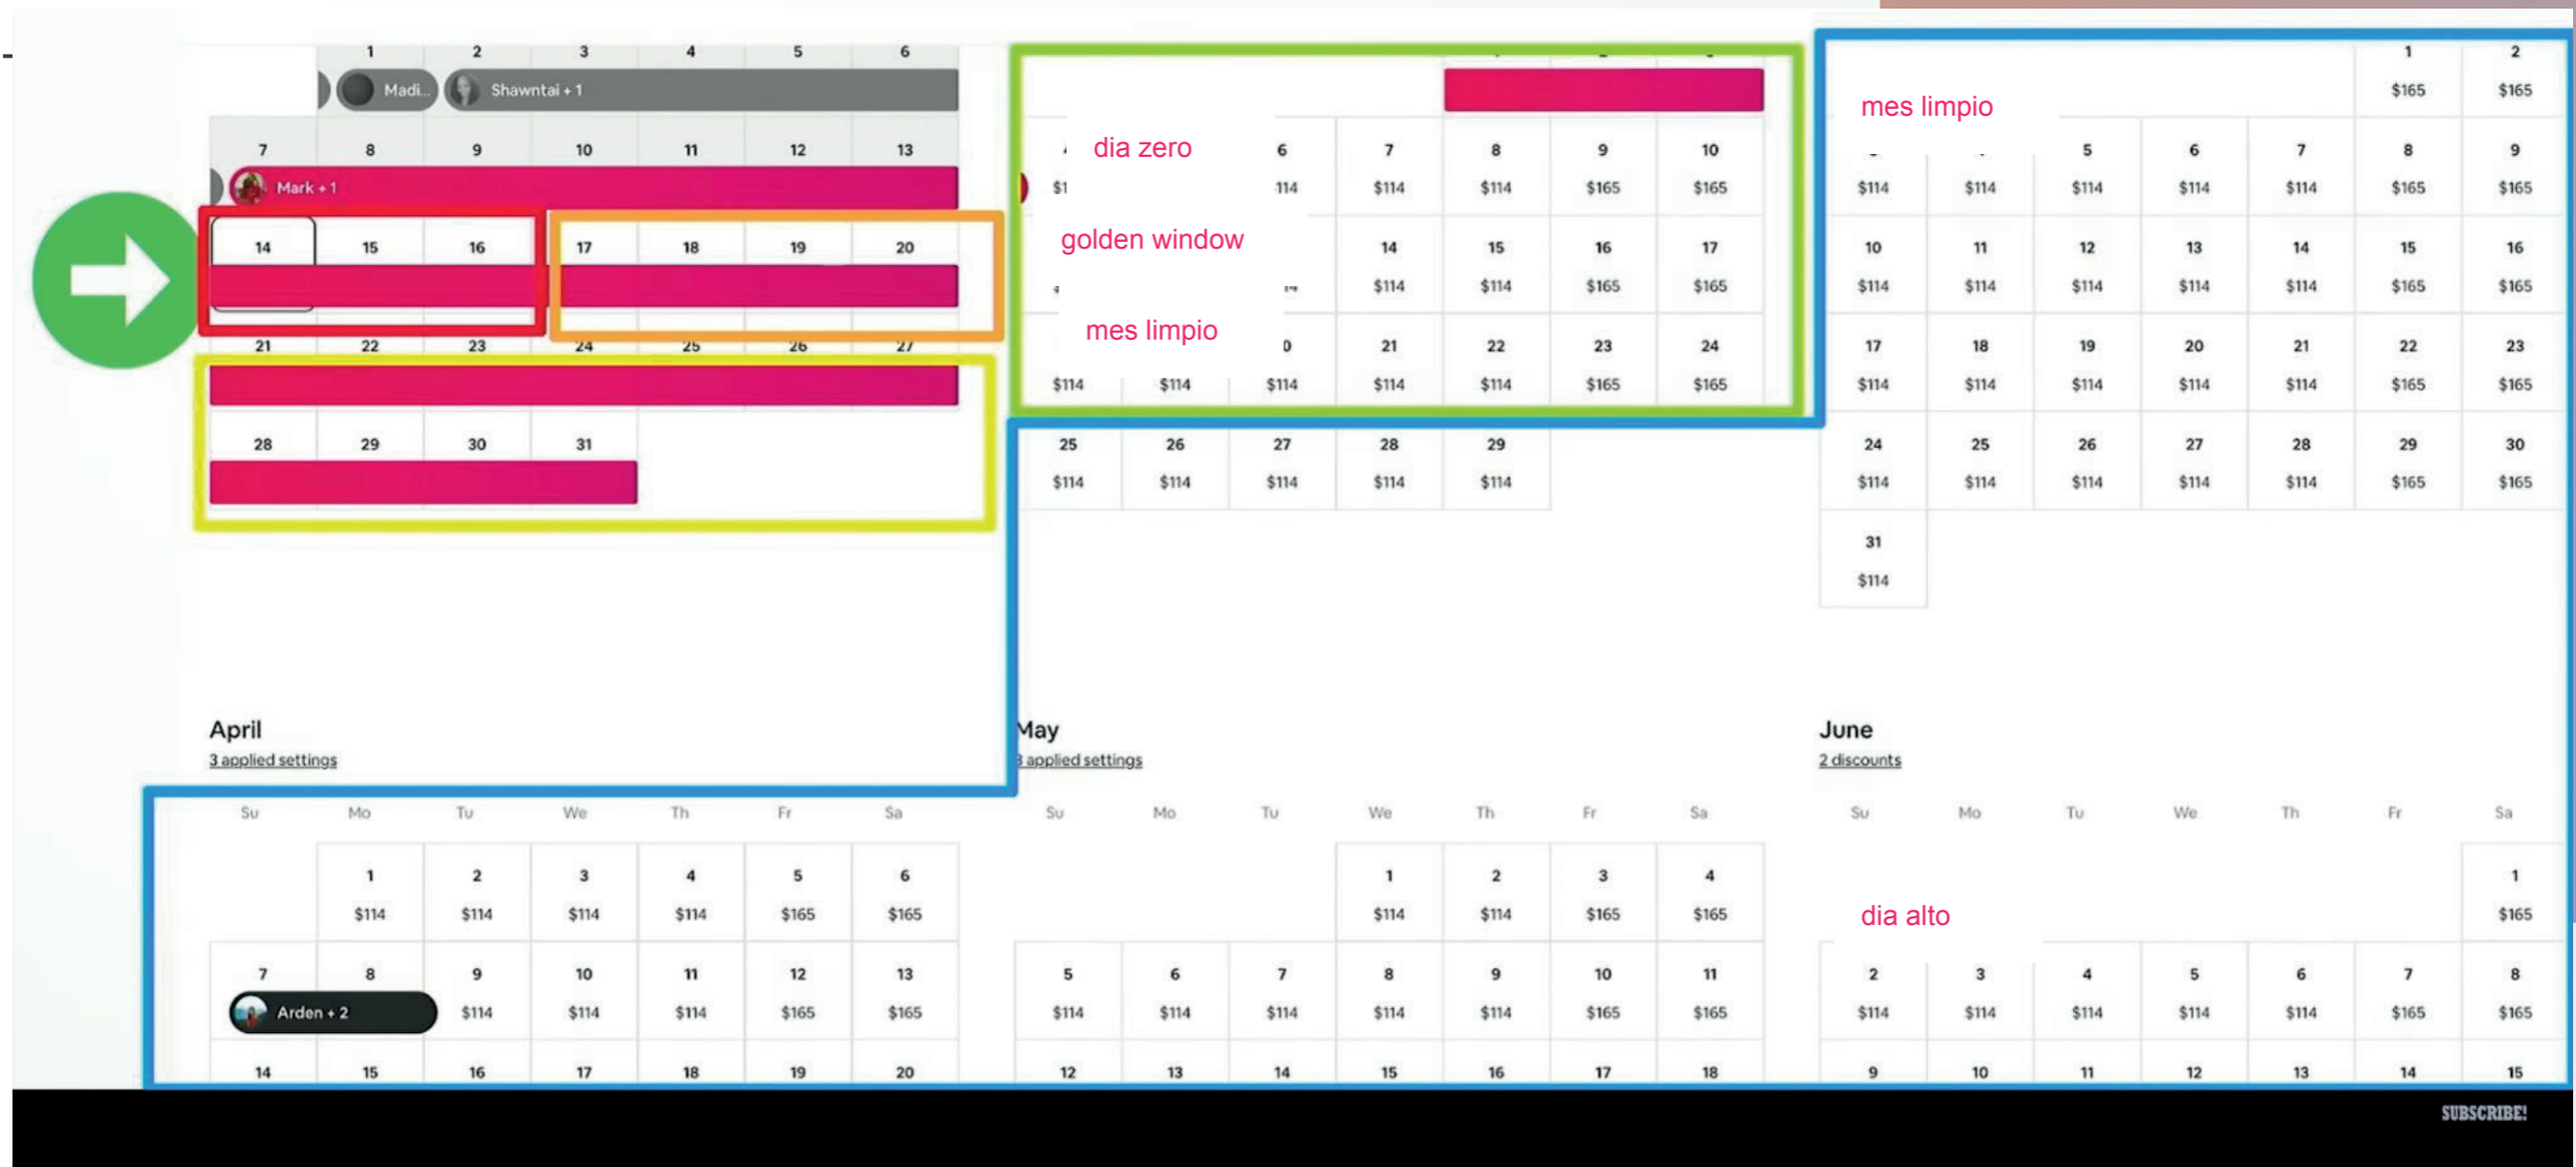 1 2 3 4 5 6
Madi... Shawntai + 1
7 8 9 10 11 12 13
Mark + 1
14 15 16 17 18 19 20
21 22 23 24 25 26 27
28 29 30 31
dia zero
6 7 8 9 10
$114 $114 $165 $165
golden window
14 15 16 17
$114 $114 $165 $165
mes limpio
21 22 23 24
$114 $114 $114 $114 $114 $165 $165
25 26 27 28 29
$114 $114 $114 $114 $114
1 2
$165 $165
mes limpio
5 6 7 8 9
$114 $114 $114 $114 $114 $165 $165
10 11 12 13 14 15 16
$114 $114 $114 $114 $114 $165 $165
17 18 19 20 21 22 23
$114 $114 $114 $114 $114 $165 $165
24 25 26 27 28 29 30
$114 $114 $114 $114 $114 $165 $165
31
$114
April
3 applied settings
Su Mo Tu We Th Fr Sa
1 2 3 4 5 6
$114 $114 $114 $114 $165 $165
7 8 9 10 11 12 13
Arden + 2 $114 $114 $114 $165 $165
14 15 16 17 18 19 20
May
applied settings
Su Mo Tu We Th Fr Sa
1 2 3 4
$114 $114 $165 $165
5 6 7 8 9 10 11
$114 $114 $114 $114 $114 $165 $165
12 13 14 15 16 17 18
June
2 discounts
Su Mo Tu We Th Fr Sa
1
dia alto $165
2 3 4 5 6 7 8
$114 $114 $114 $114 $114 $165 $165
9 10 11 12 13 14 15
SUBSCRIBE!